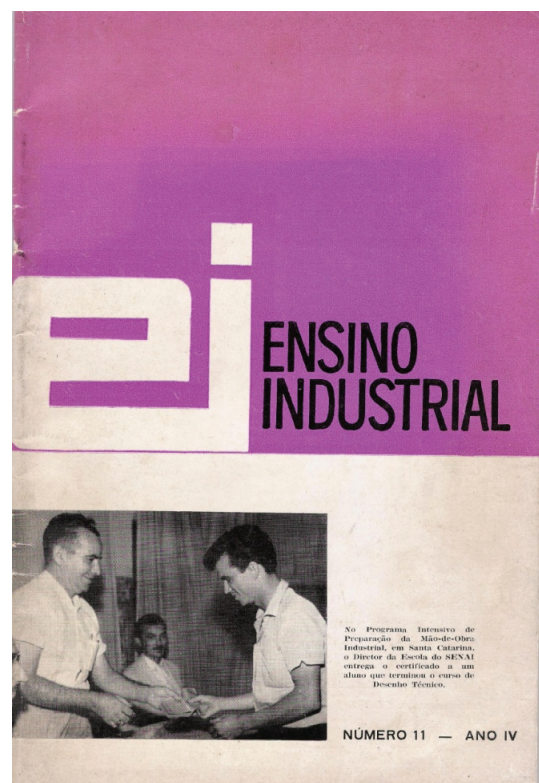 ei
ENSINO
INDUSTRIAL
No Programa Intensivo de
Preparação da Mão-de-Obra
Industrial, em Santa Catarina,
o Diretor da Escola do SENAI
entrega o certificado a um
aluno que terminou o curso de
Desenho Técnico.
NÚMERO 11 — ANO IV